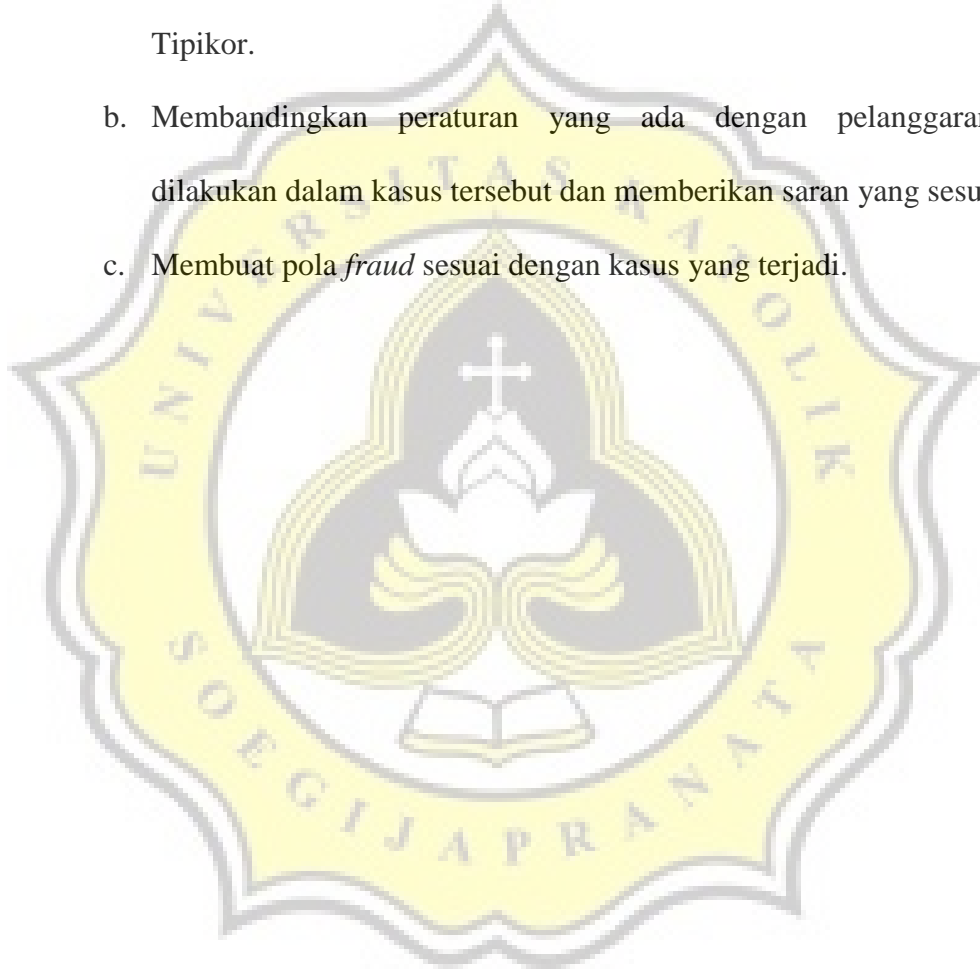 Tipikor.
b. Membandingkan peraturan yang ada dengan pelanggaran
dilakukan dalam kasus tersebut dan memberikan saran yang
c. Membuat pola fraud sesuai dengan kasus yang terjadi.
UNIVERSITAS KATOLIK
SOEGIJAPRANATA